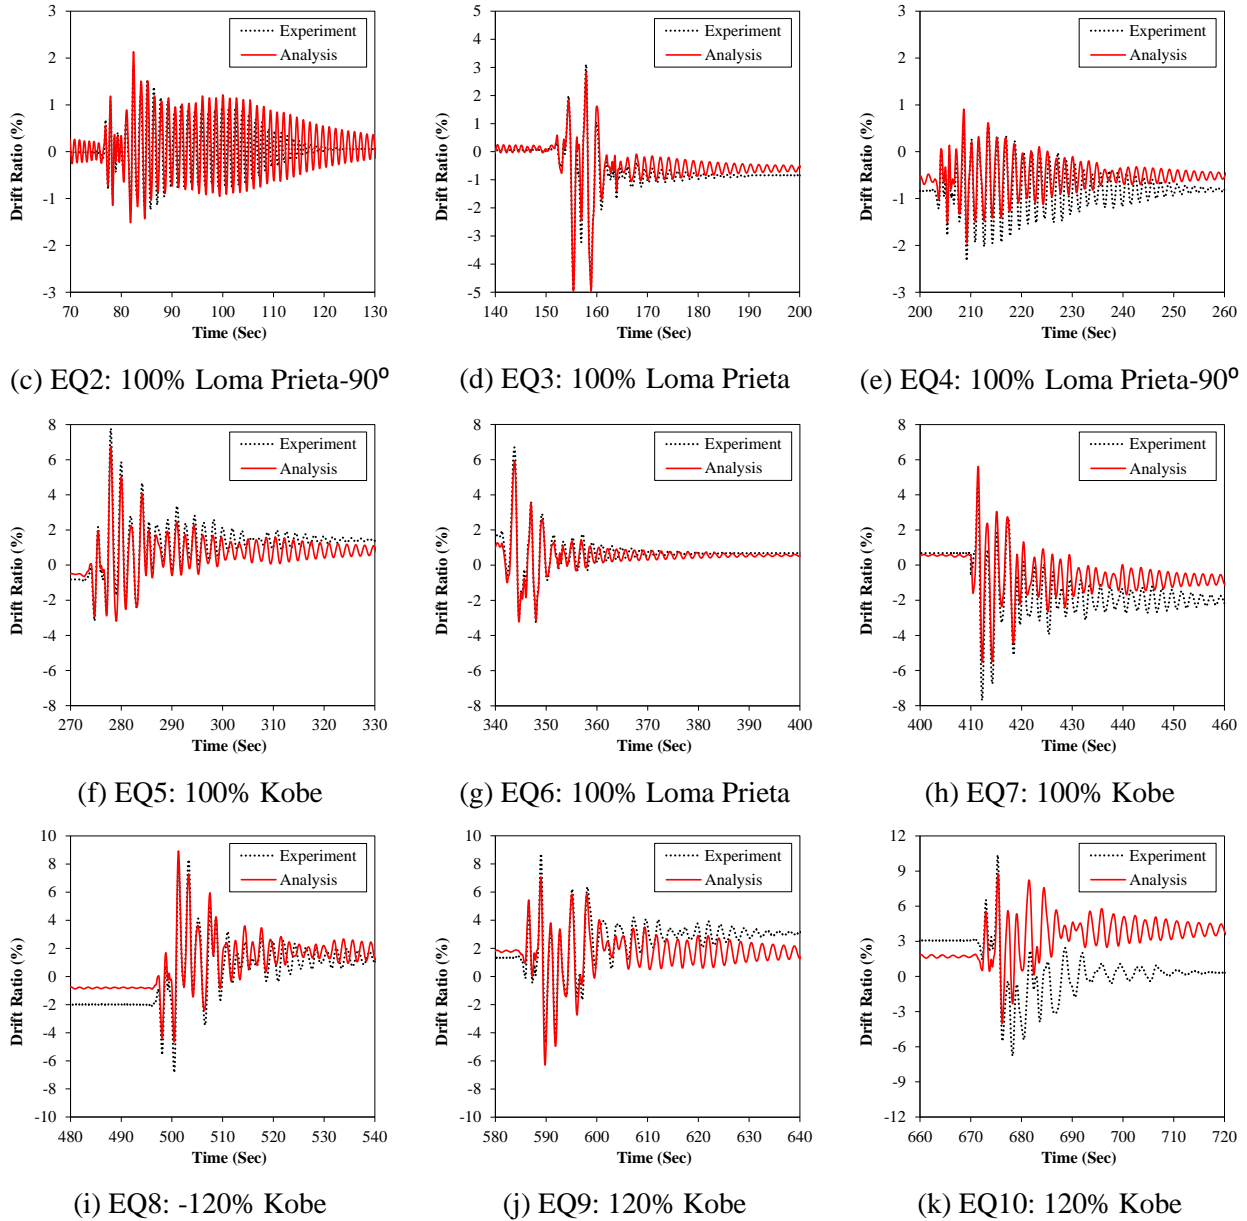 3
2
1
0
-1
-2
-3
Drift Ratio (%)
70 80 90 100 110 120 130
Time (Sec)
Experiment
Analysis
(c) EQ2: 100% Loma Prieta-90⁰
5
4
3
2
1
0
-1
-2
-3
-4
-5
Drift Ratio (%)
140 150 160 170 180 190 200
Time (Sec)
Experiment
Analysis
(d) EQ3: 100% Loma Prieta
3
2
1
0
-1
-2
-3
Drift Ratio (%)
200 210 220 230 240 250 260
Time (Sec)
Experiment
Analysis
(e) EQ4: 100% Loma Prieta-90⁰
8
6
4
2
0
-2
-4
-6
-8
Drift Ratio (%)
270 280 290 300 310 320 330
Time (Sec)
Experiment
Analysis
(f) EQ5: 100% Kobe
8
6
4
2
0
-2
-4
-6
-8
Drift Ratio (%)
340 350 360 370 380 390 400
Time (Sec)
Experiment
Analysis
(g) EQ6: 100% Loma Prieta
8
6
4
2
0
-2
-4
-6
-8
Drift Ratio (%)
400 410 420 430 440 450 460
Time (Sec)
Experiment
Analysis
(h) EQ7: 100% Kobe
10
8
6
4
2
0
-2
-4
-6
-8
-10
Drift Ratio (%)
480 490 500 510 520 530 540
Time (Sec)
Experiment
Analysis
(i) EQ8: -120% Kobe
10
8
6
4
2
0
-2
-4
-6
-8
-10
Drift Ratio (%)
580 590 600 610 620 630 640
Time (Sec)
Experiment
Analysis
(j) EQ9: 120% Kobe
12
9
6
3
0
-3
-6
-9
-12
Drift Ratio (%)
660 670 680 690 700 710 720
Time (Sec)
Experiment
Analysis
(k) EQ10: 120% Kobe